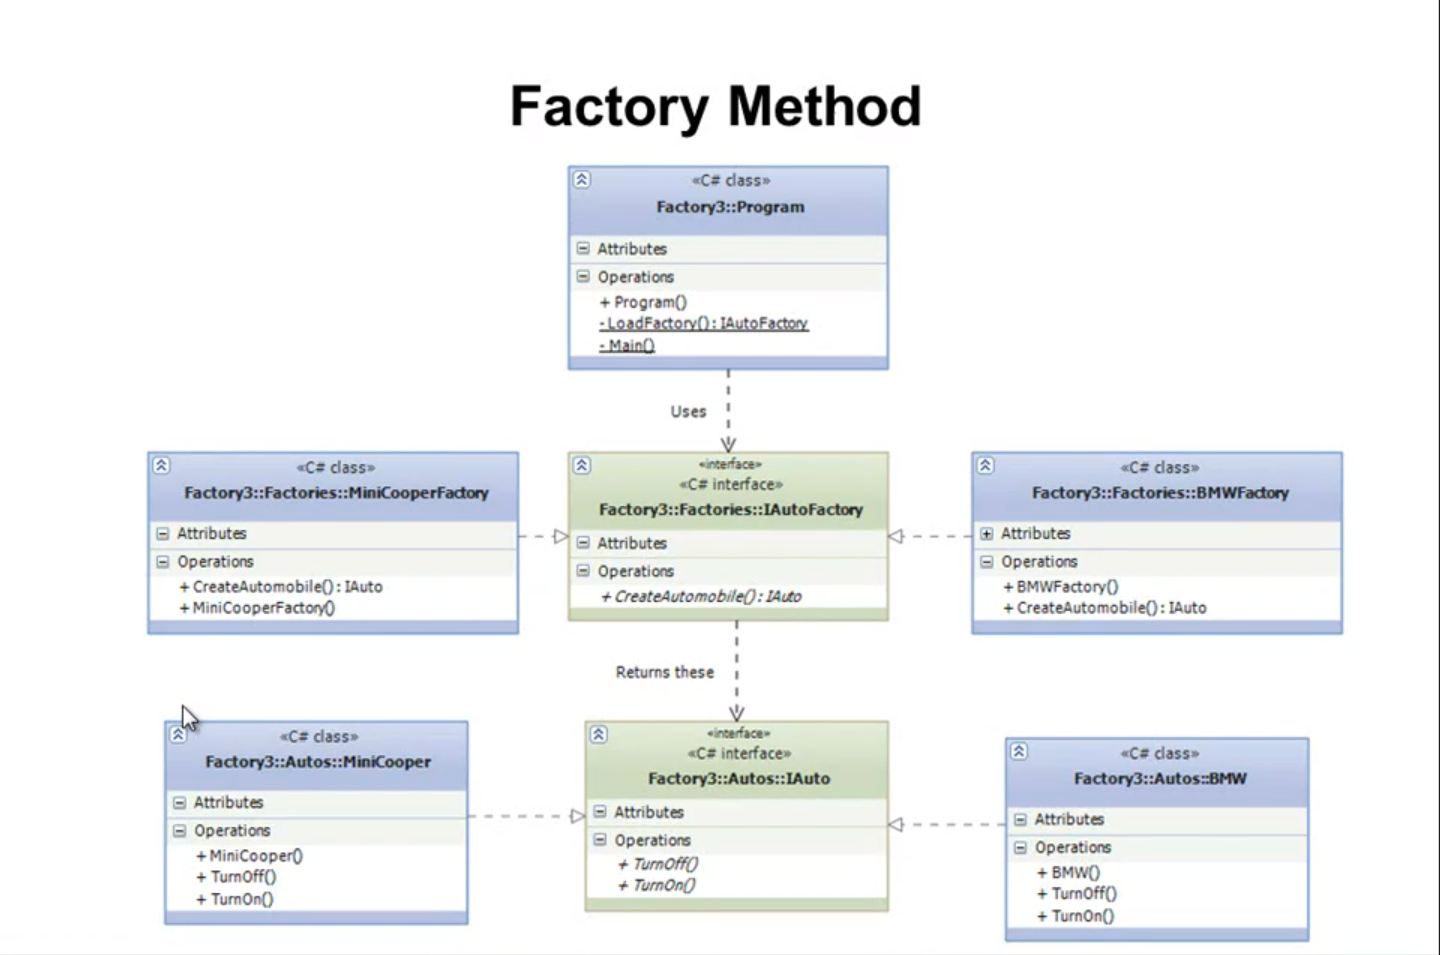 Factory Method
«C# class»
Factory3::Program
Attributes
Operations
+ Program()
- LoadFactory() : IAutoFactory
- Main()
Uses
«C# class»
Factory3::Factories::MiniCooperFactory
Attributes
Operations
+ CreateAutomobile() : IAuto
+ MiniCooperFactory()
«interface»
«C# interface»
Factory3::Factories::IAutoFactory
Attributes
Operations
+ CreateAutomobile() : IAuto
«C# class»
Factory3::Factories::BMWFactory
Attributes
Operations
+ BMWFactory()
+ CreateAutomobile() : IAuto
Returns these
«C# class»
Factory3::Autos::MiniCooper
Attributes
Operations
+ MiniCooper()
+ TurnOff()
+ TurnOn()
«interface»
«C# interface»
Factory3::Autos::IAuto
Attributes
Operations
+ TurnOff()
+ TurnOn()
«C# class»
Factory3::Autos::BMW
Attributes
Operations
+ BMW()
+ TurnOff()
+ TurnOn()